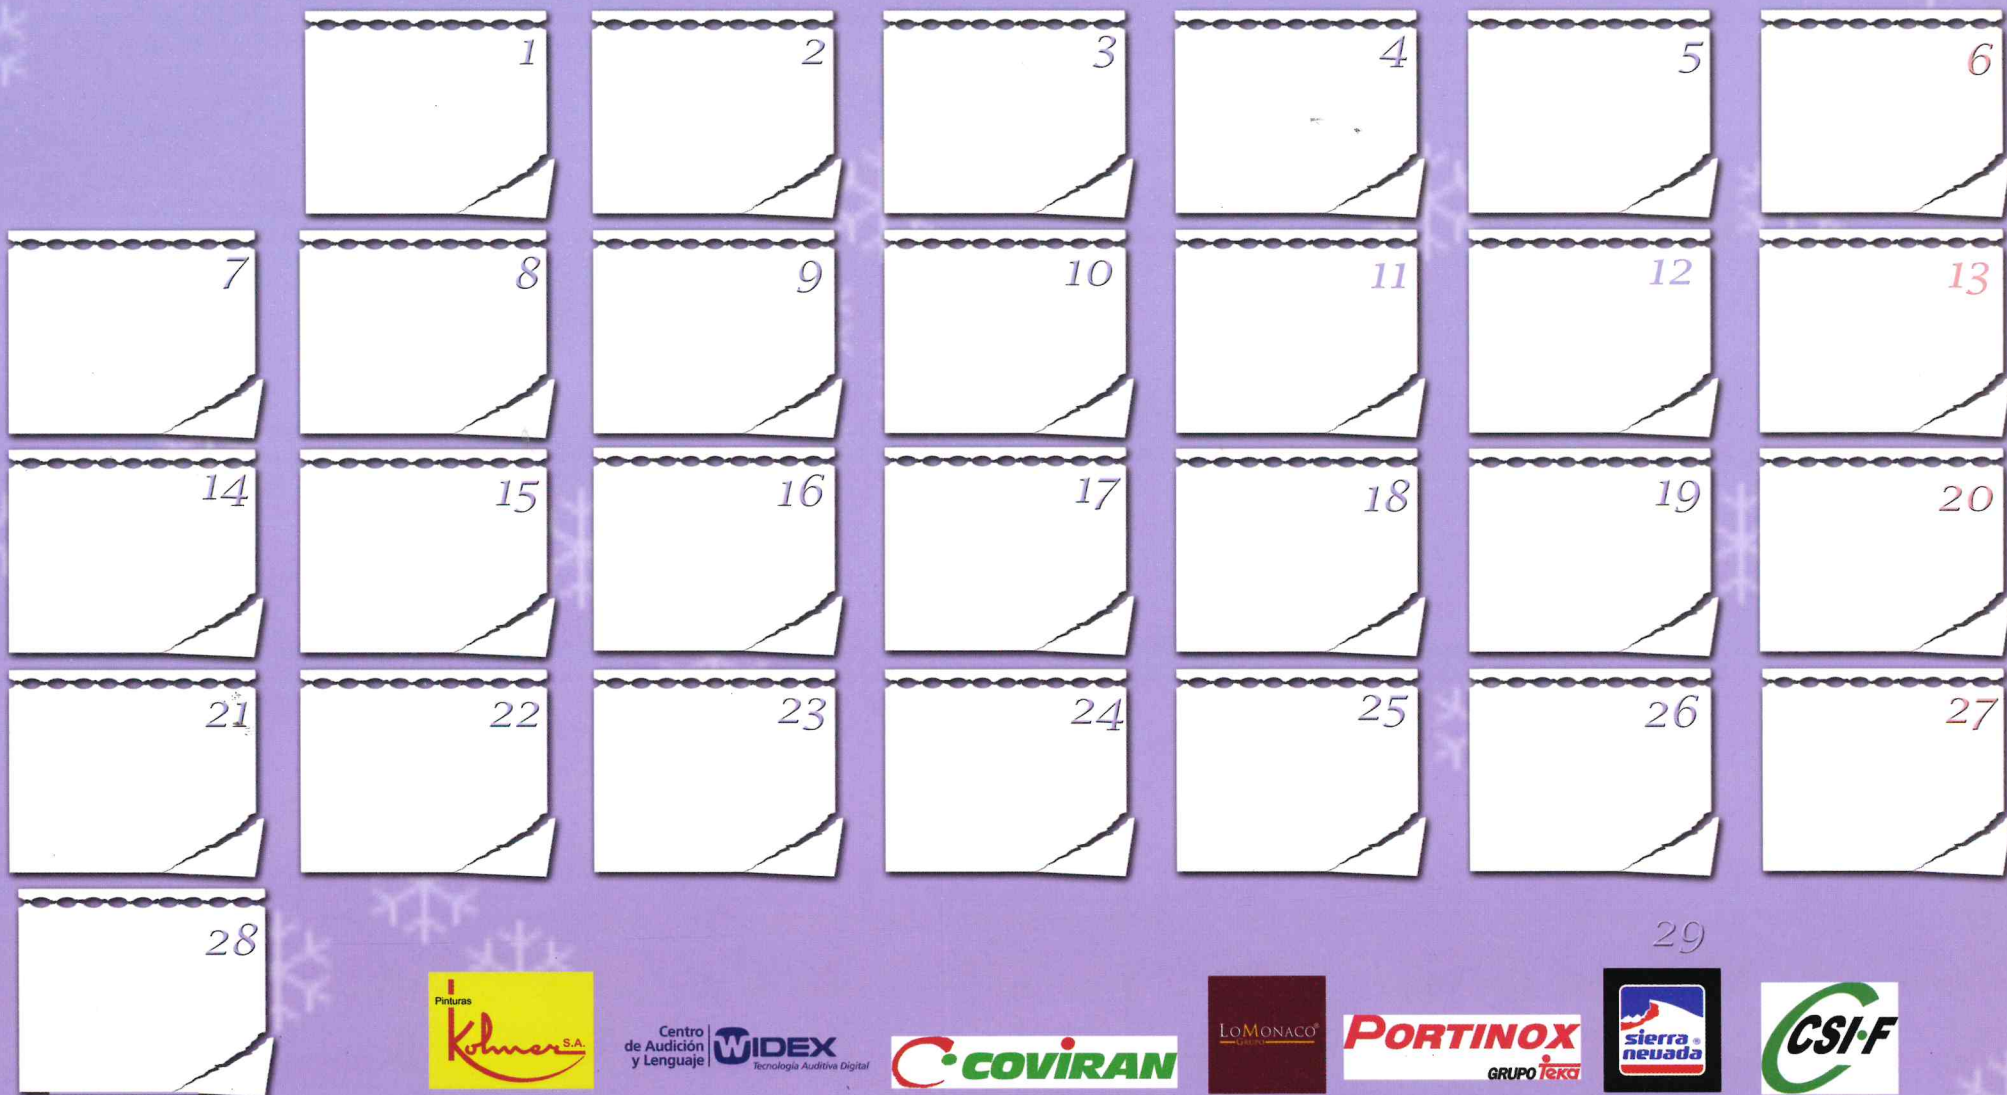 1 2 3 4 5 6
7 8 9 10 11 12 13
14 15 16 17 18 19 20
21 22 23 24 25 26 27
28
29
Pinturas
Kolmer S.A.
Centro
de Audición
y Lenguaje
WIDEX
Tecnología Auditiva Digital
COVIRAN
LOMONACO®
GRUPO
PORTINOX
GRUPO Teka
sierra ®
nevada
CSI·F